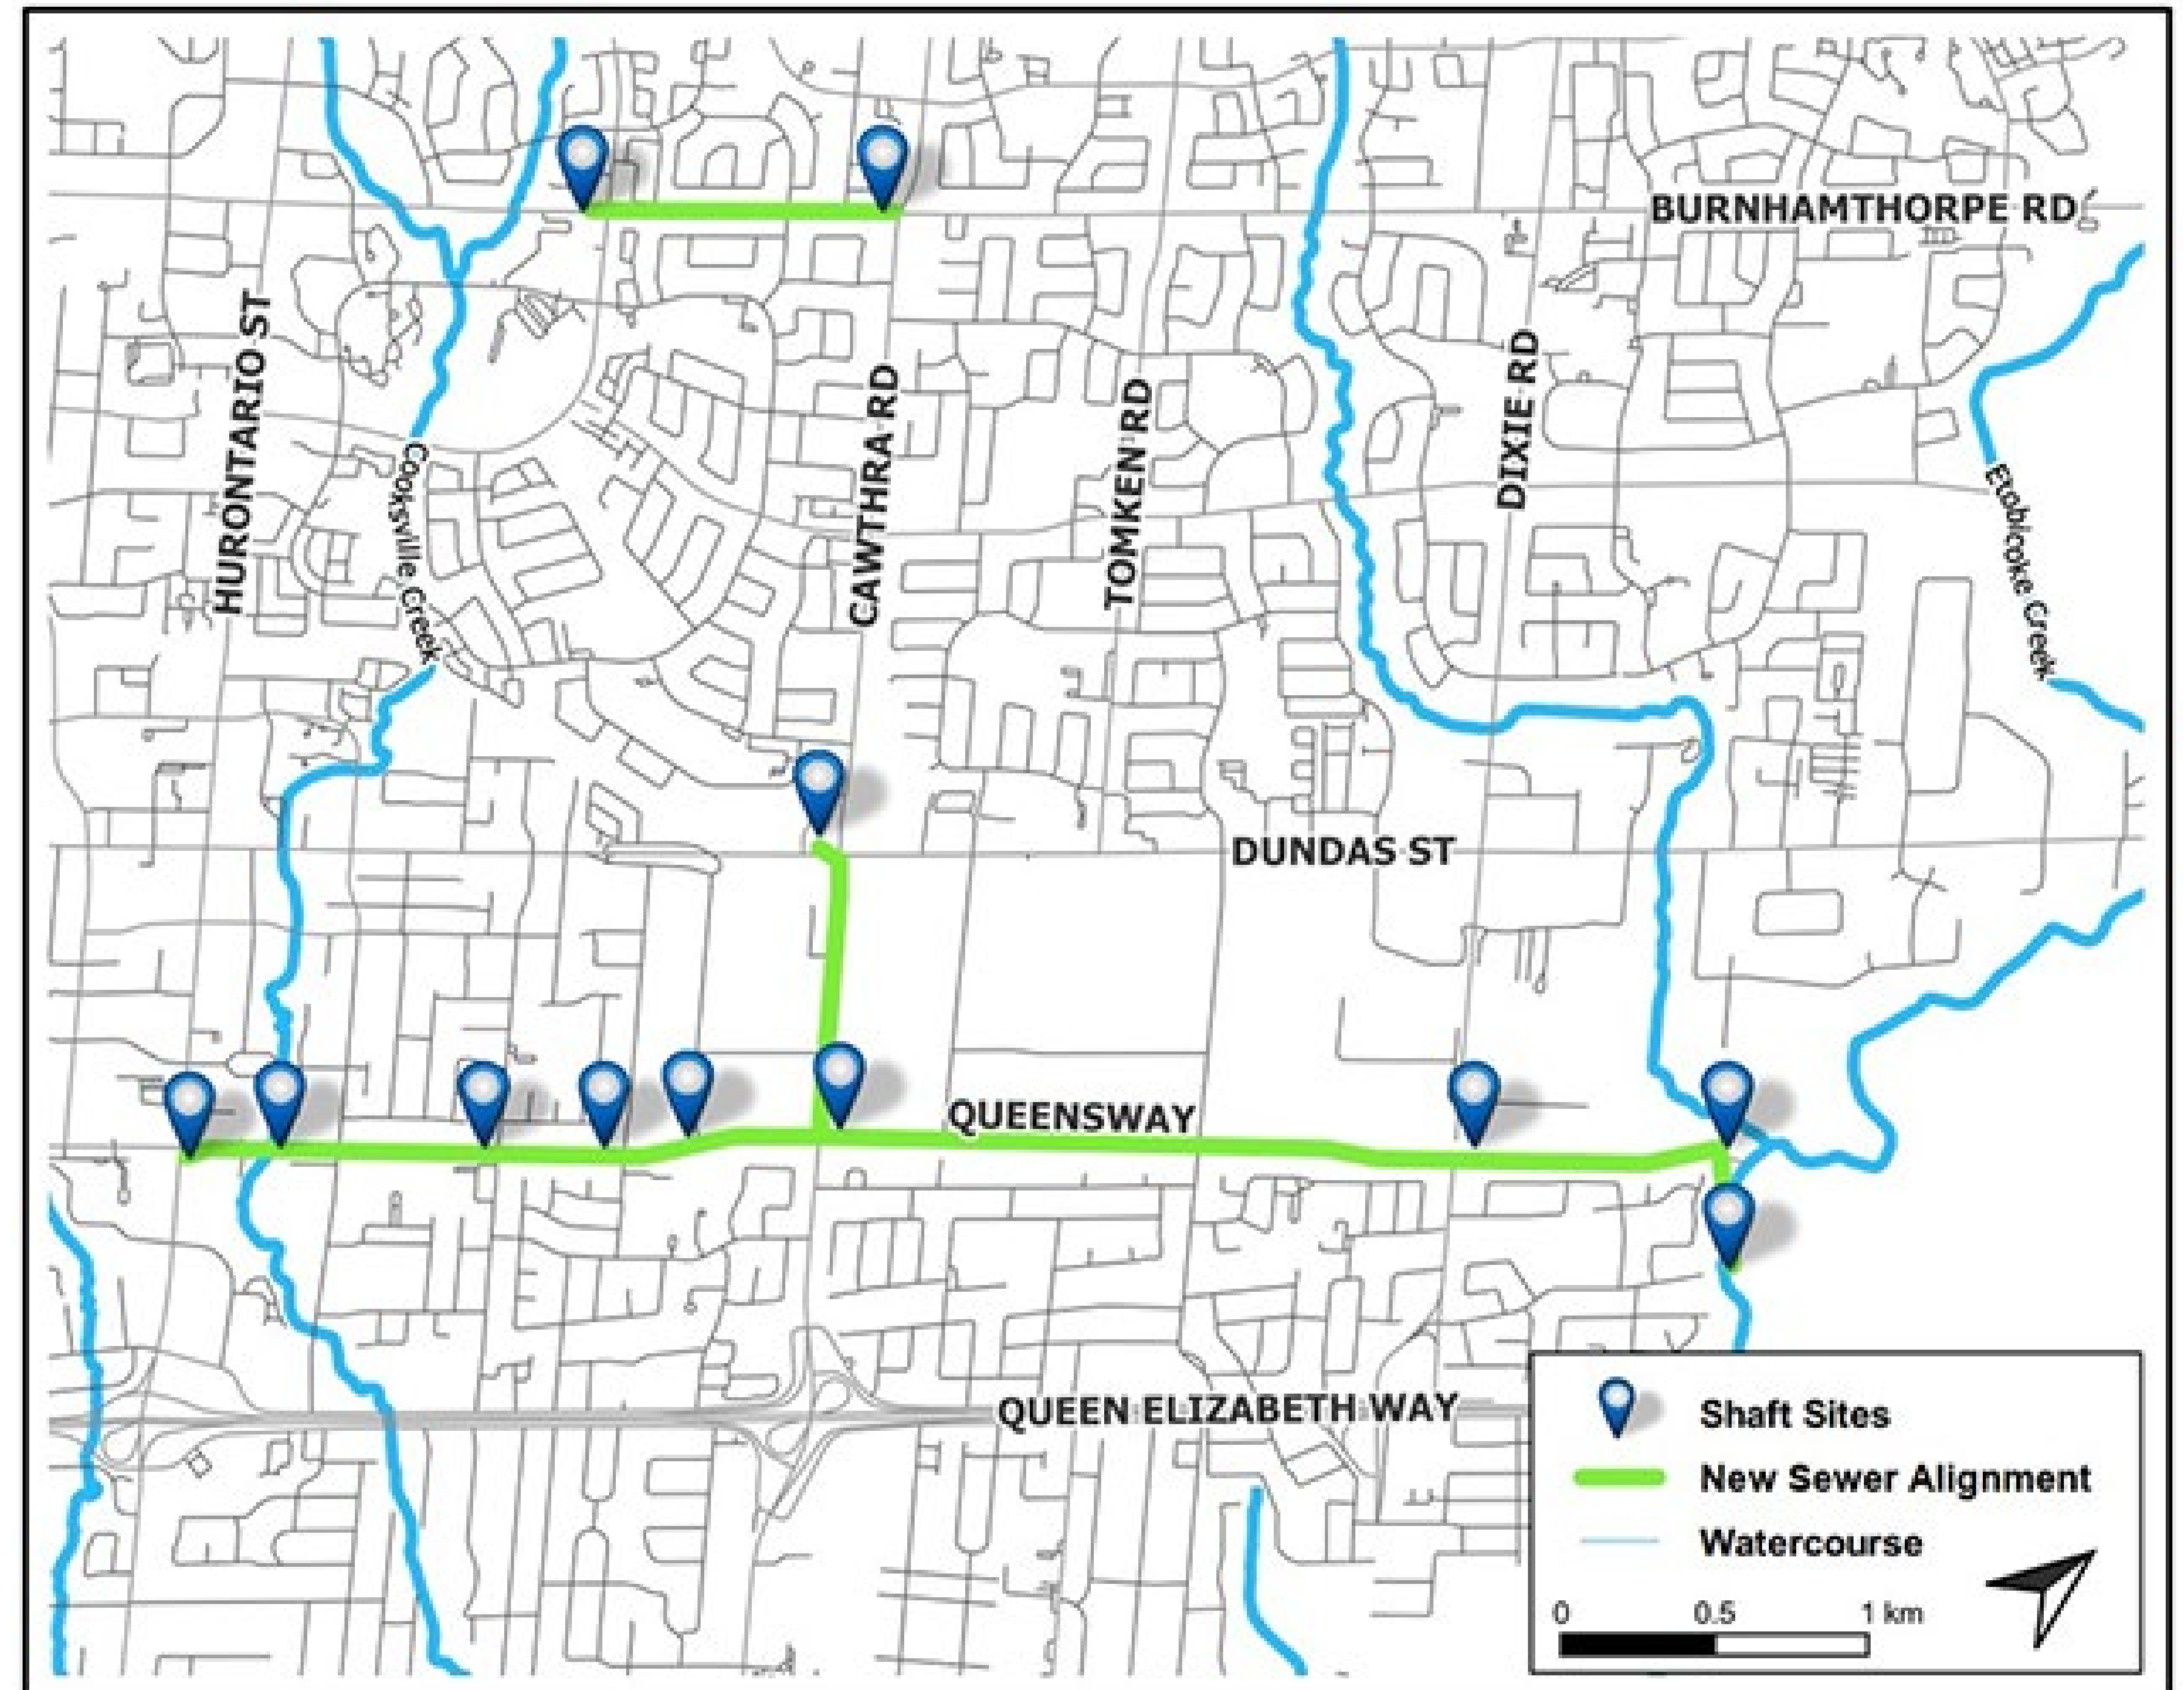 BURNHAMTHORPE RD
HURONTARIO ST
Cooksville Creek
CAWTHRA RD
TOMKEN RD
DIXIE RD
Etobicoke Creek
DUNDAS ST
QUEENSWAY
QUEEN ELIZABETH WAY
Shaft Sites
New Sewer Alignment
Watercourse
0 0.5 1 km